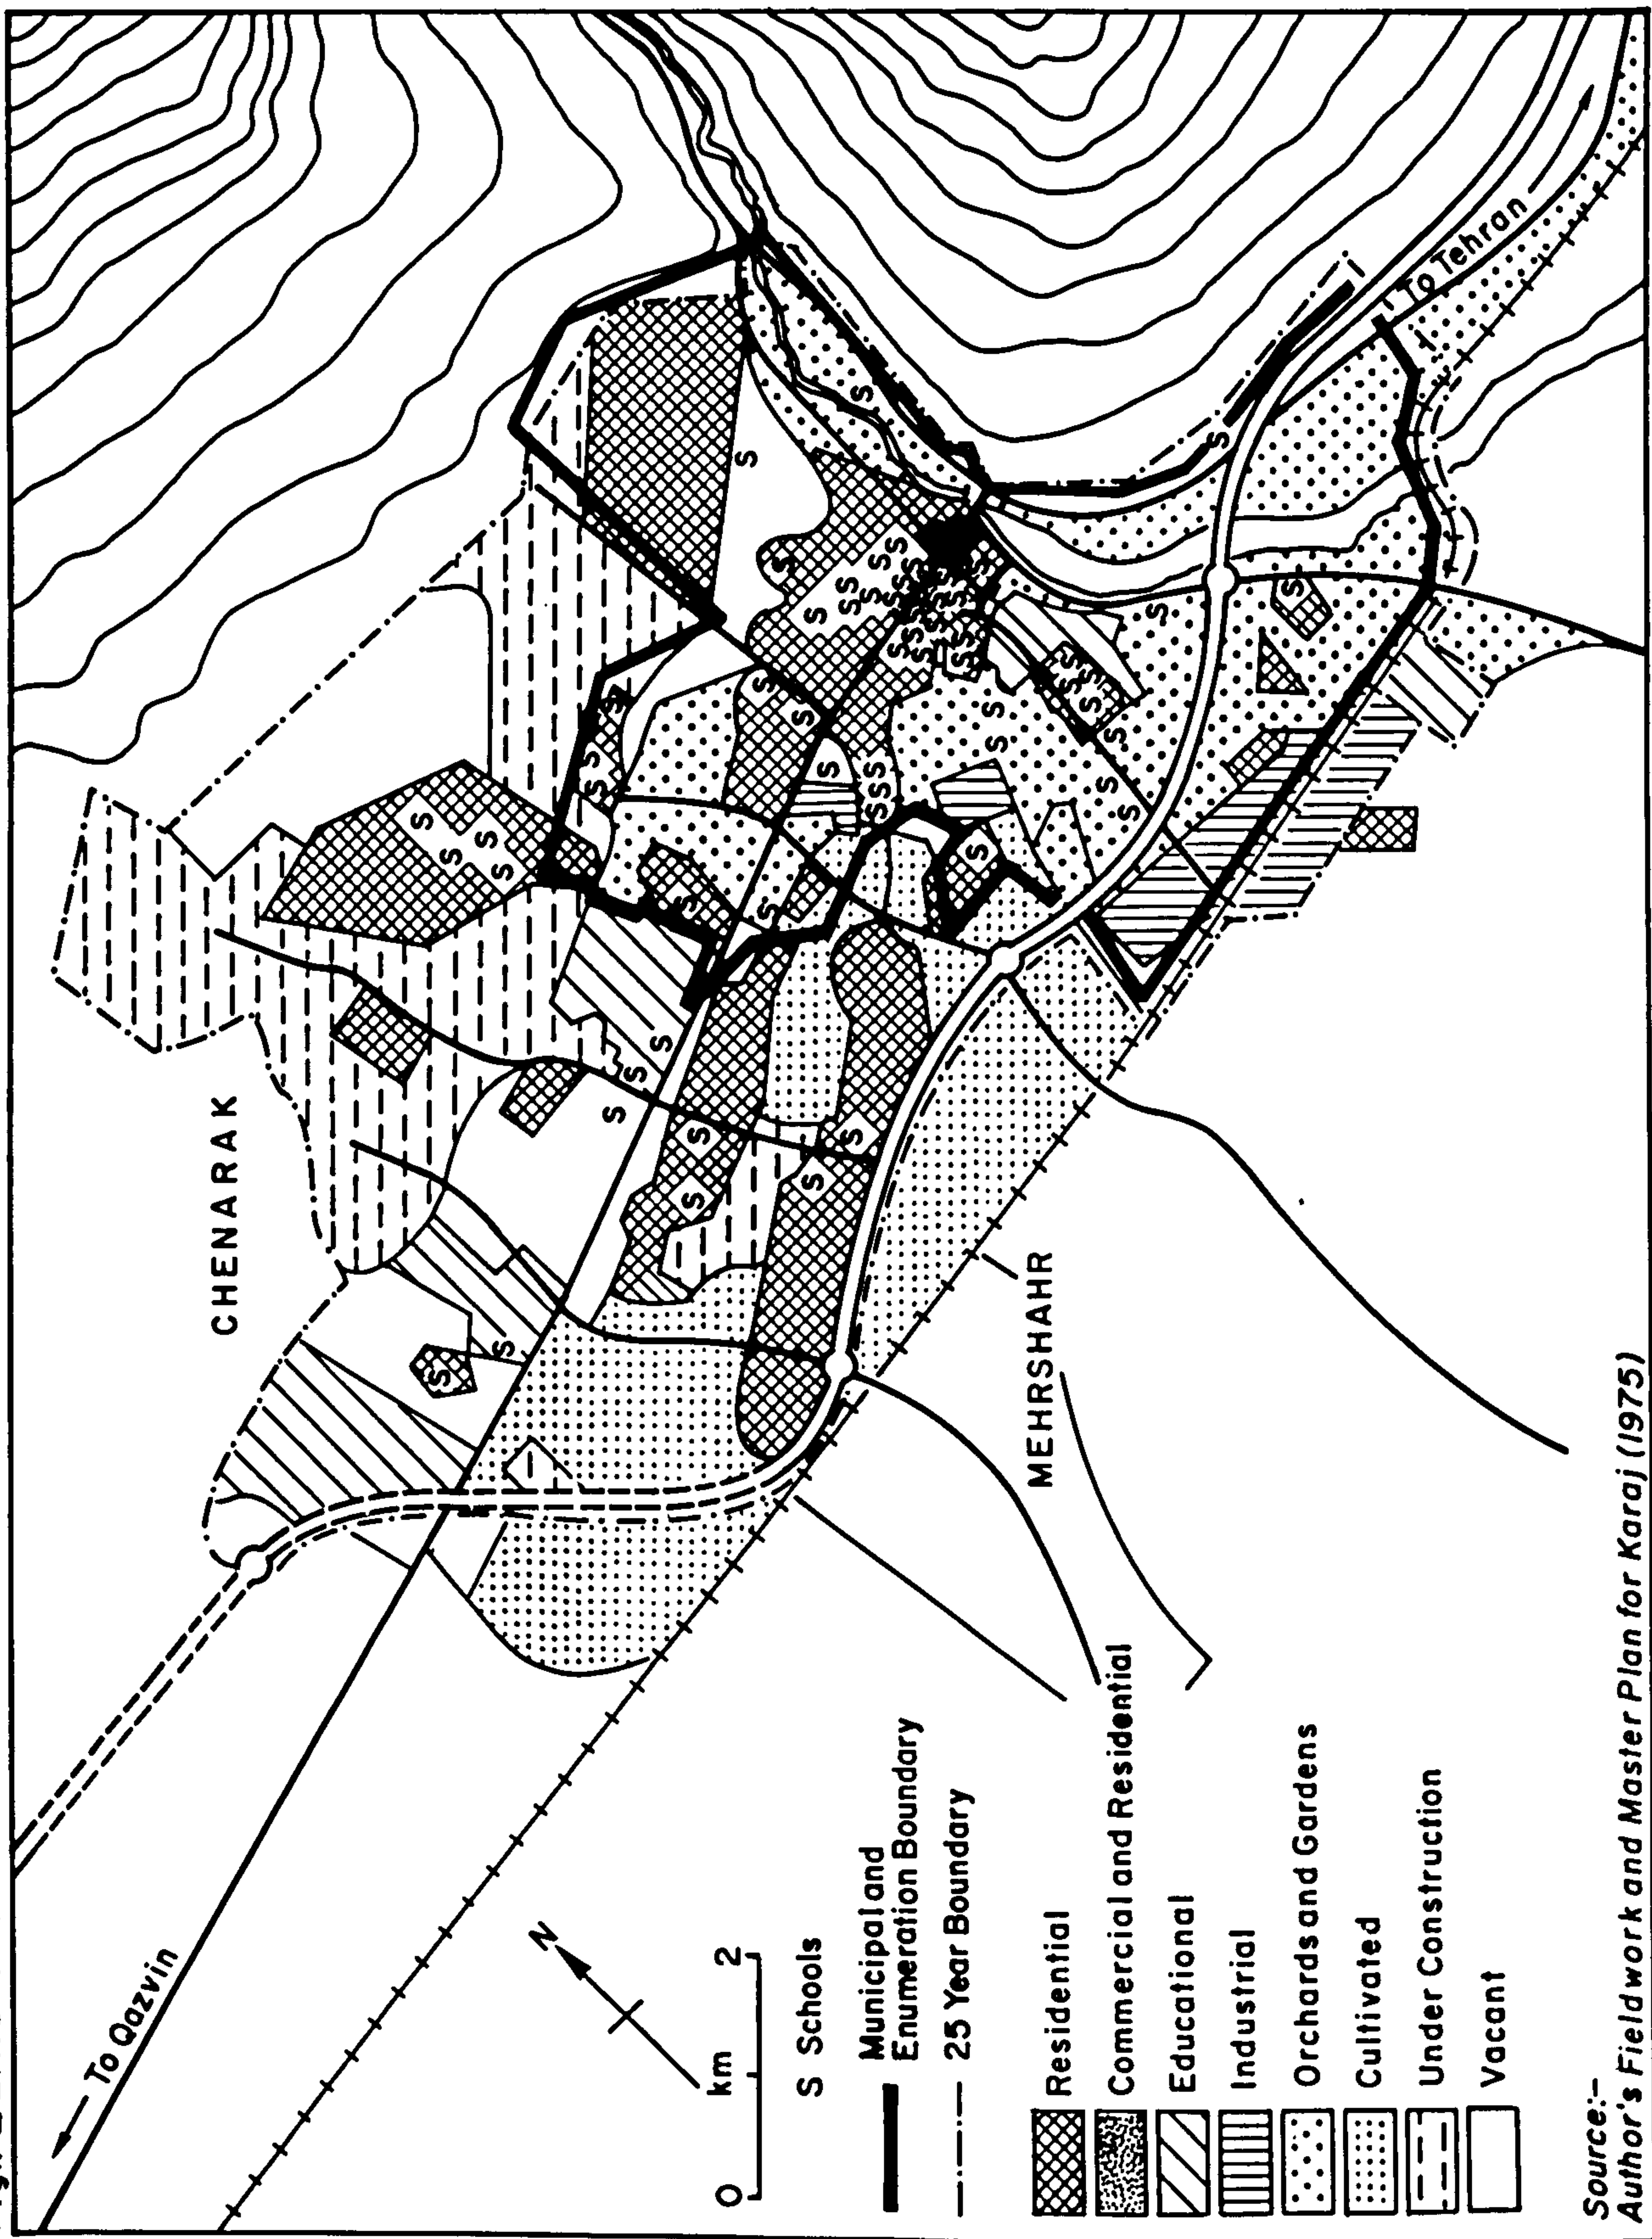 CHENARAK
MEHRSHAHR
To Tehran
To Qazvin
N
km
0 2
S Schools
Municipal and
Enumeration Boundary
25 Year Boundary
Residential
Commercial and Residential
Educational
Industrial
Orchards and Gardens
Cultivated
Under Construction
Vacant
Source:-
Author's Fieldwork and Master Plan for Karaj (1975)